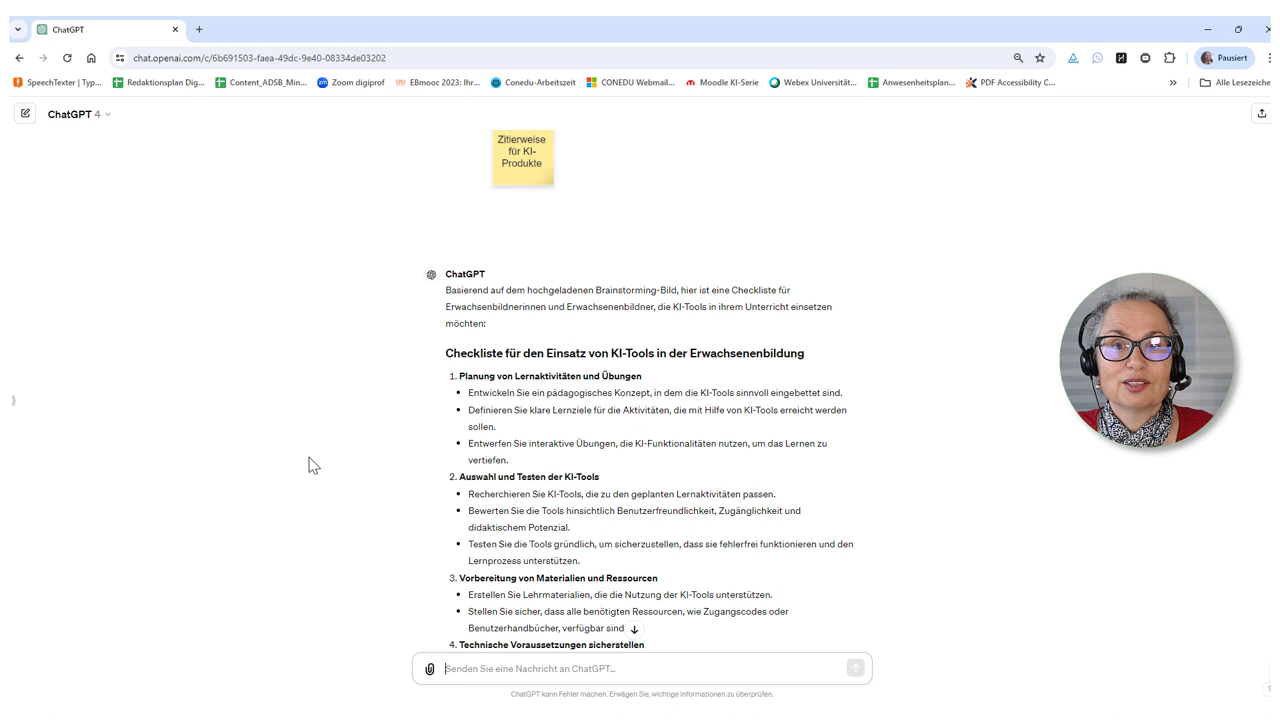 ChatGPT
chat.openai.com/c/6b691503-faea-49dc-9e40-08334de03202
Pausiert
SpeechTexter | Typ...
Redaktionsplan Dig...
Content_ADSB_Min...
Zoom digiprof
EBmooc 2023: Ihr...
Conedu-Arbeitszeit
CONEDU Webmail...
Moodle KI-Serie
Webex Universität...
Anwesenheitsplan...
PDF Accessibility C...
Alle Lesezeiche
ChatGPT 4
Zitierweise
für KI-
Produkte
ChatGPT
Basierend auf dem hochgeladenen Brainstorming-Bild, hier ist eine Checkliste für
Erwachsenbildnerinnen und Erwachsenenbildner, die KI-Tools in ihrem Unterricht einsetzen
möchten:
Checkliste für den Einsatz von KI-Tools in der Erwachsenenbildung
1. Planung von Lernaktivitäten und Übungen
• Entwickeln Sie ein pädagogisches Konzept, in dem die KI-Tools sinnvoll eingebettet sind.
• Definieren Sie klare Lernziele für die Aktivitäten, die mit Hilfe von KI-Tools erreicht werden
sollen.
• Entwerfen Sie interaktive Übungen, die KI-Funktionalitäten nutzen, um das Lernen zu
vertiefen.
2. Auswahl und Testen der KI-Tools
• Recherchieren Sie KI-Tools, die zu den geplanten Lernaktivitäten passen.
• Bewerten Sie die Tools hinsichtlich Benutzerfreundlichkeit, Zugänglichkeit und
didaktischem Potenzial.
• Testen Sie die Tools gründlich, um sicherzustellen, dass sie fehlerfrei funktionieren und den
Lernprozess unterstützen.
3. Vorbereitung von Materialien und Ressourcen
• Erstellen Sie Lehrmaterialien, die die Nutzung der KI-Tools unterstützen.
• Stellen Sie sicher, dass alle benötigten Ressourcen, wie Zugangscodes oder
Benutzerhandbücher, verfügbar sind
4. Technische Voraussetzungen sicherstellen
Senden Sie eine Nachricht an ChatGPT...
ChatGPT kann Fehler machen. Erwägen Sie, wichtige Informationen zu überprüfen.